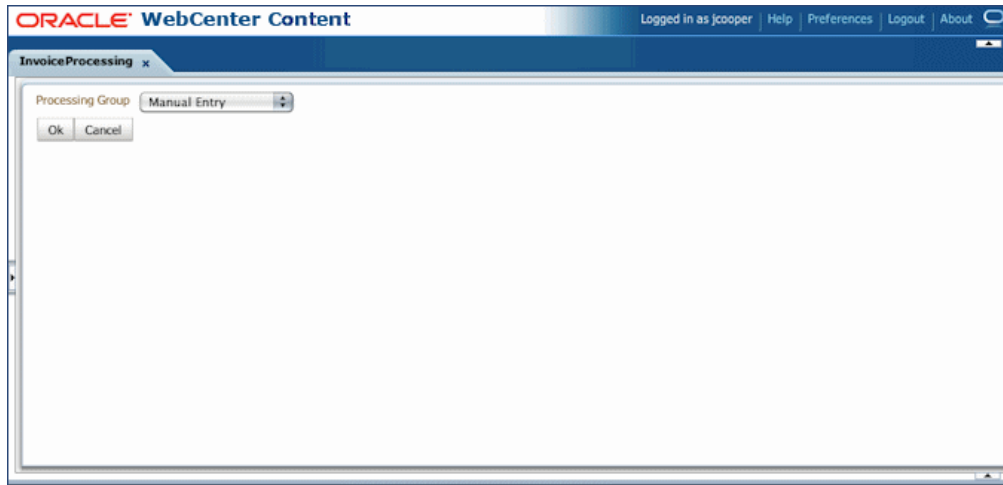 ORACLE WebCenter Content
Logged in as jcooper | Help | Preferences | Logout | About
InvoiceProcessing x
Processing Group Manual Entry
Ok Cancel